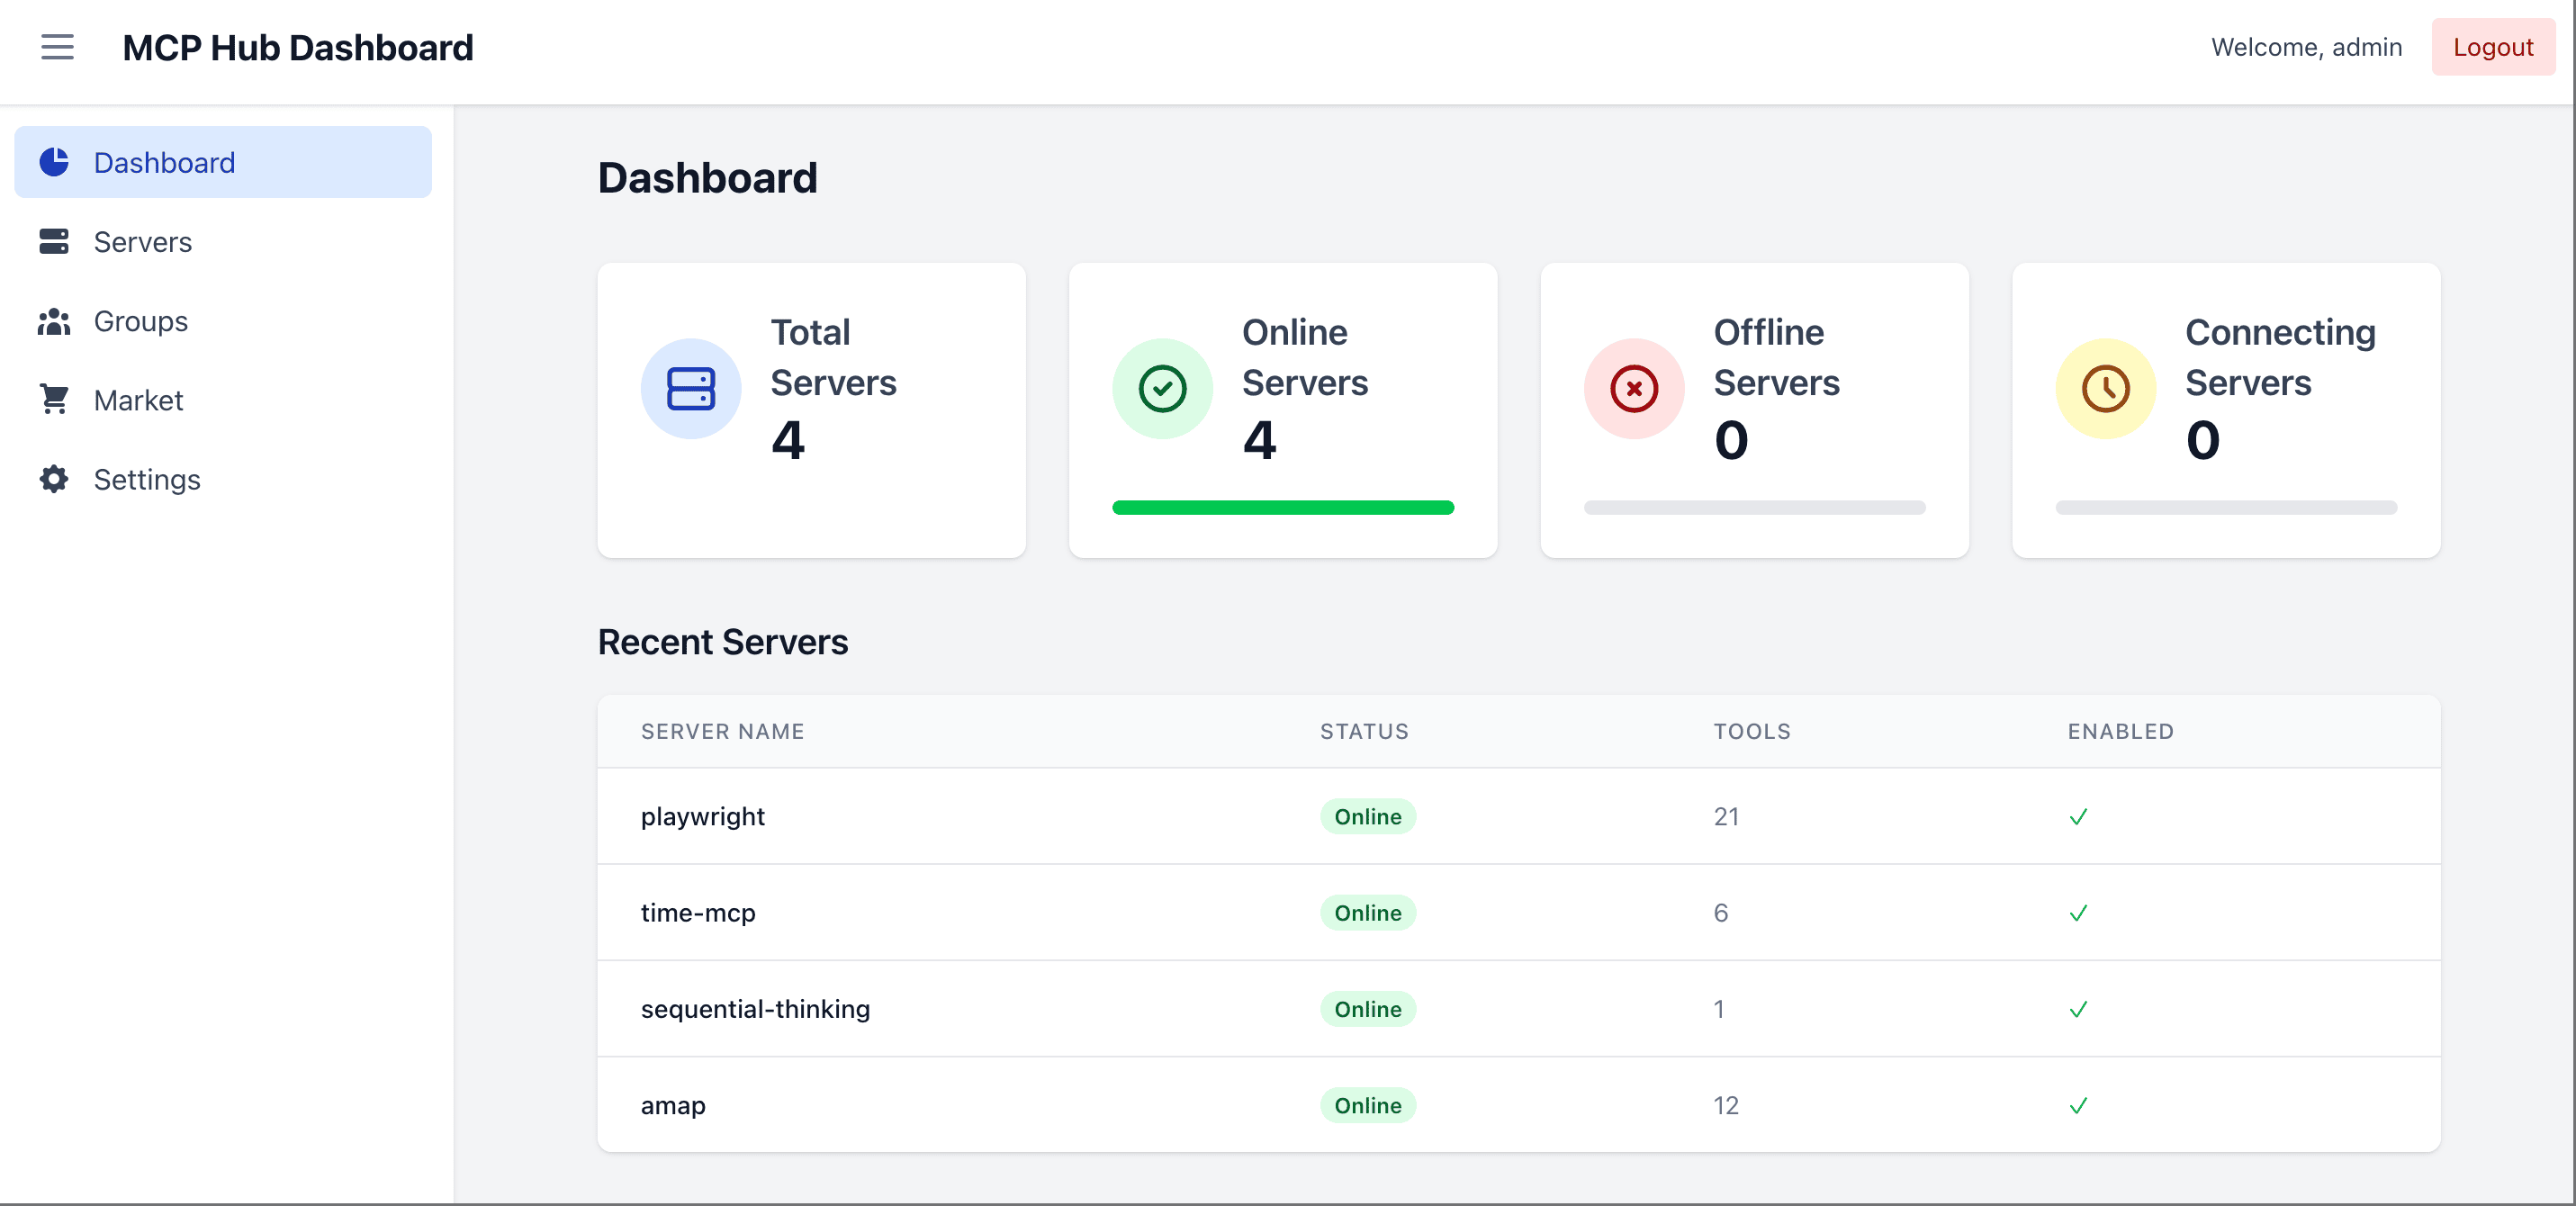 MCP Hub Dashboard
Welcome, admin
Logout
Dashboard
Servers
Groups
Market
Settings
Dashboard
Total
Servers
4
Online
Servers
4
Offline
Servers
0
Connecting
Servers
0
Recent Servers
SERVER NAME STATUS TOOLS ENABLED
playwright Online 21
time-mcp Online 6
sequential-thinking Online 1
amap Online 12